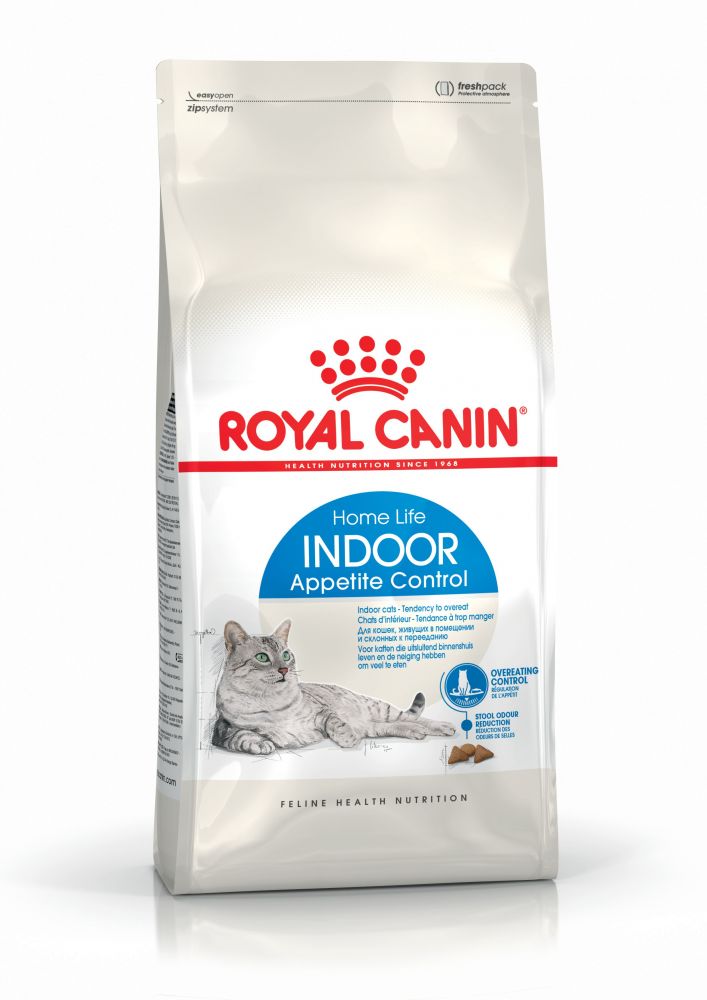 easyopen
zipsystem
freshpack
Protective atmosphere
ROYAL CANIN®
HEALTH NUTRITION SINCE 1968
Home Life
INDOOR
Appetite Control
Indoor cats - Tendency to overeat
Chats d'intérieur - Tendance à trop manger
Для кошек, живущих в помещении
и склонных к перееданию
Voor katten die uitsluitend binnenshuis
leven en de neiging hebben
om veel te eten
OVEREATING
CONTROL
RÉGULATION
DE L'APPÉTIT
STOOL ODOUR
REDUCTION
RÉDUCTION DES
ODEURS DE SELLES
FELINE HEALTH NUTRITION